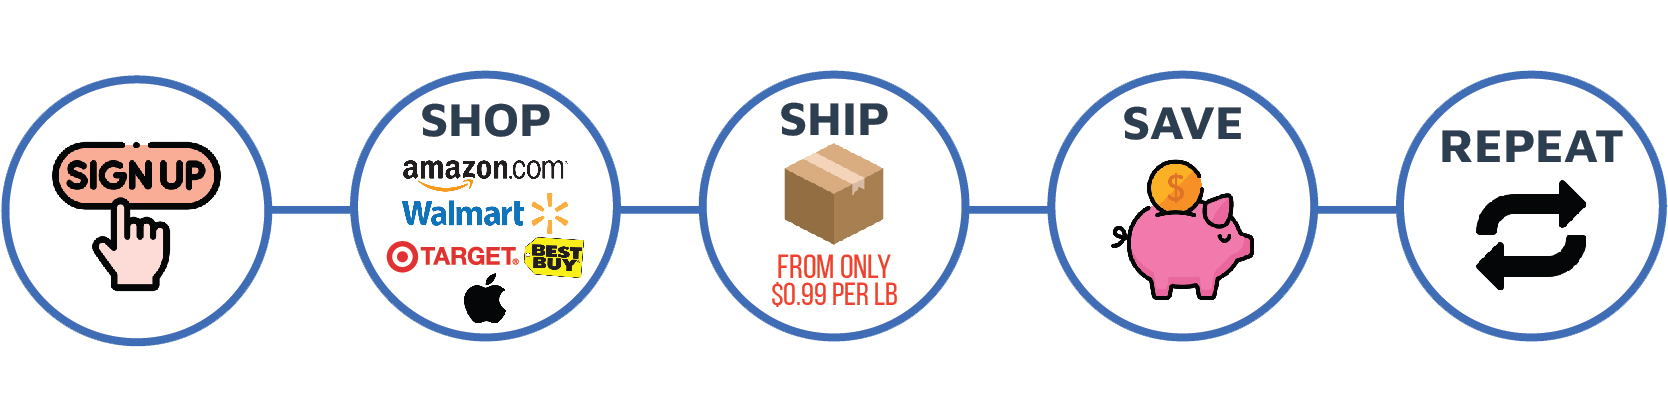 SIGN UP
SHOP
amazon.com
Walmart
TARGET
BEST
BUY
SHIP
FROM ONLY
$0.99 PER LB
SAVE
$
REPEAT